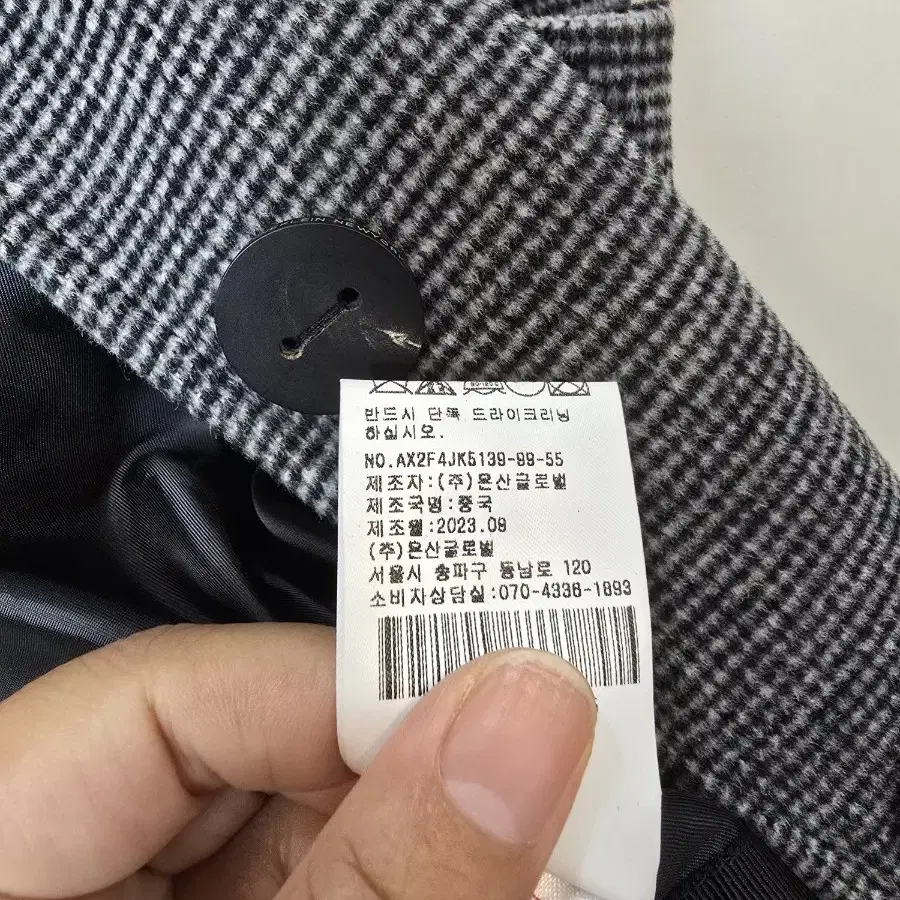 반드시 단독 드라이크리닝
하십시오.
NO.AX2F4JK5139-99-55
제조자:(주)은산글로벌
제조국명:중국
제조월:2023.09
(주)은산글로벌
서울시 송파구 동남로 120
소비자상담실:070-4336-1893